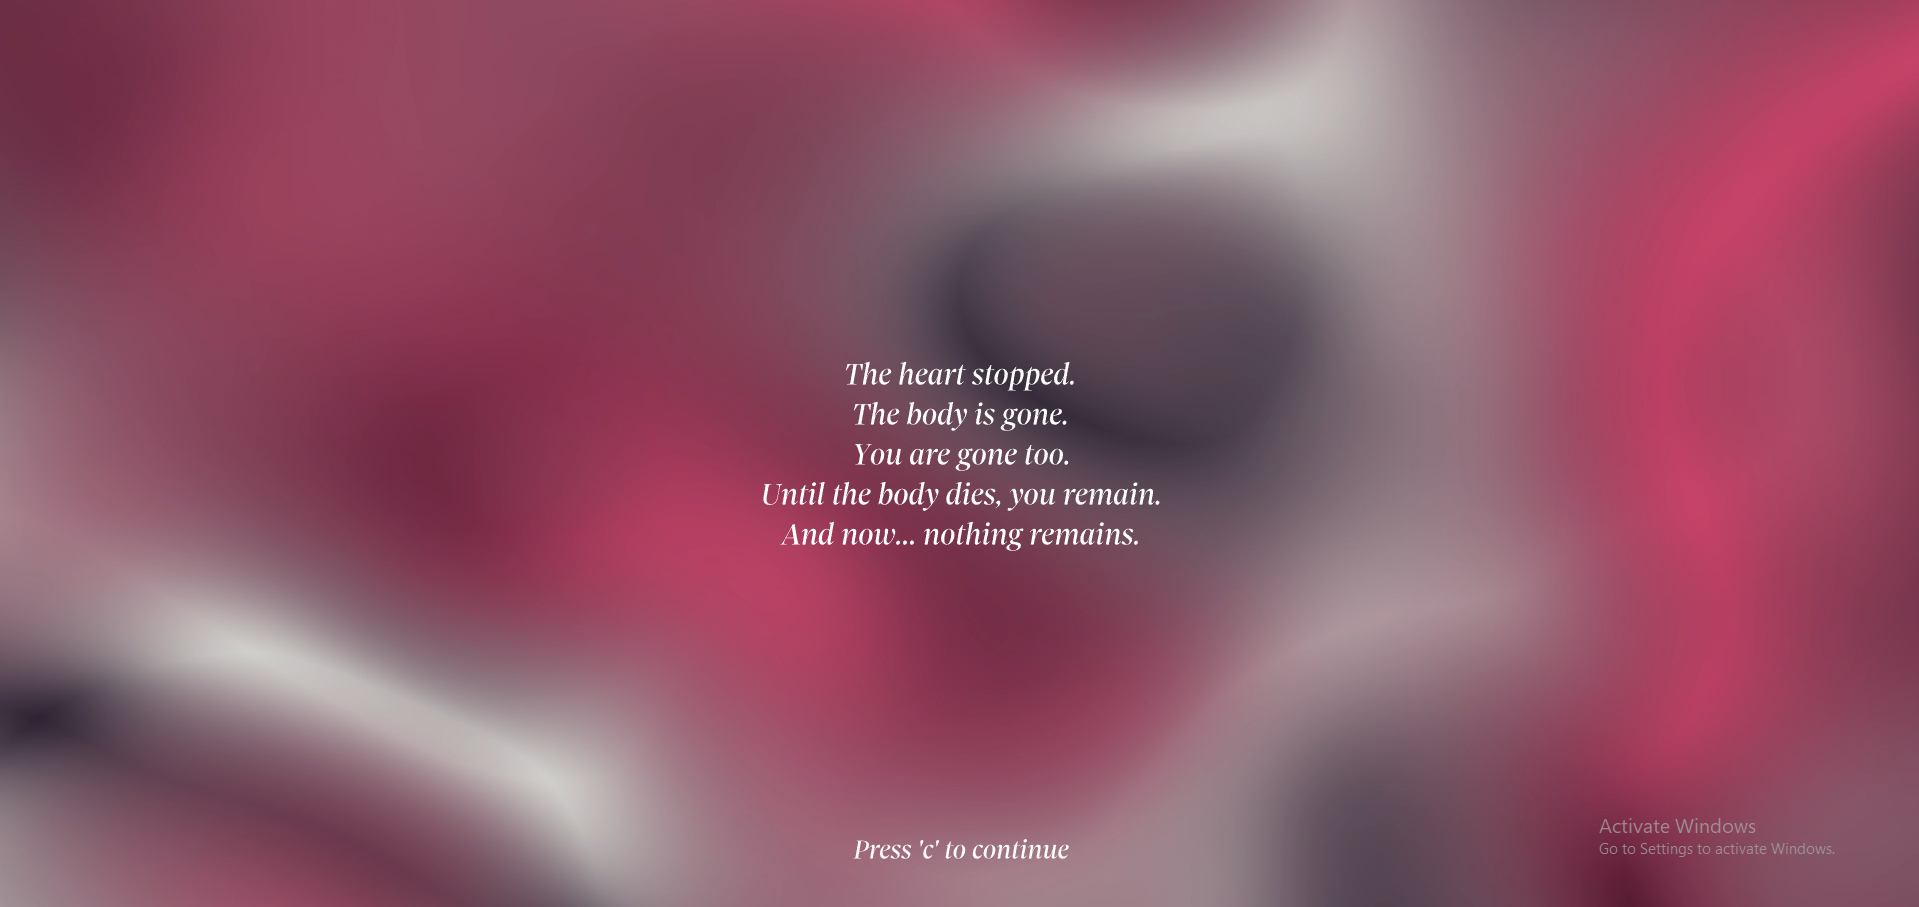 The heart stopped.
The body is gone.
You are gone too.
Until the body dies, you remain.
And now... nothing remains.
Press 'c' to continue
Activate Windows
Go to Settings to activate Windows.